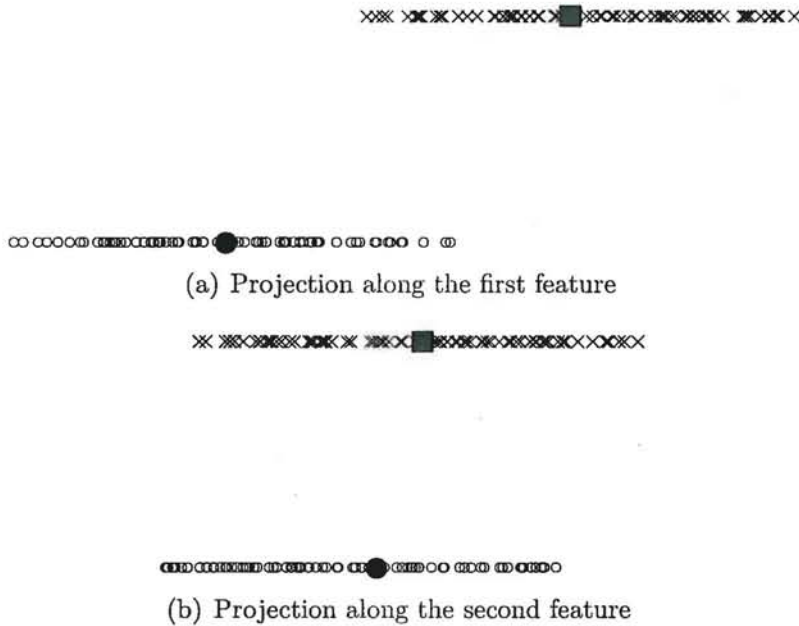 (a) Projection along the first feature
(b) Projection along the second feature